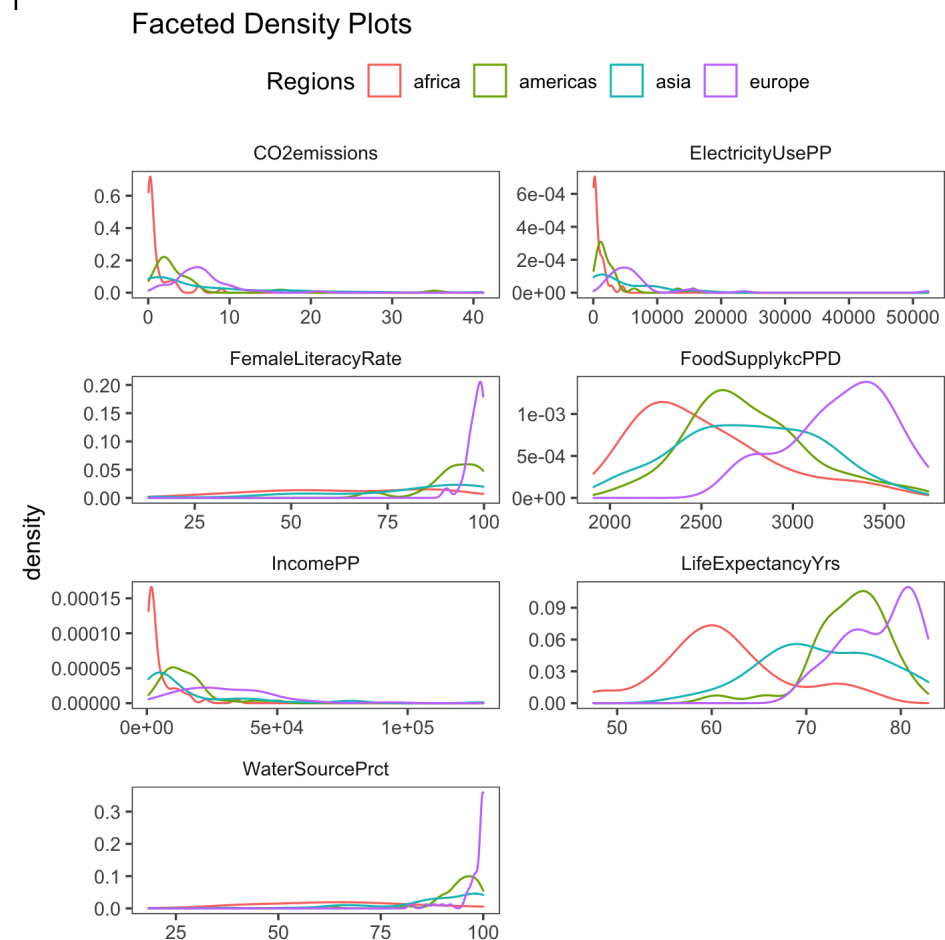 Faceted Density Plots
Regions africa americas asia europe
CO2emissions
0.6
0.4
0.2
0.0
0 10 20 30 40
ElectricityUsePP
6e-04
4e-04
2e-04
0e+00
0 10000 20000 30000 40000 50000
FemaleLiteracyRate
0.20
0.15
0.10
0.05
0.00
25 50 75 100
FoodSupplykcPPD
1e-03
5e-04
0e+00
2000 2500 3000 3500
density
IncomePP
0.00015
0.00010
0.00005
0.00000
0e+00 5e+04 1e+05
LifeExpectancyYrs
0.09
0.06
0.03
0.00
50 60 70 80
WaterSourcePrct
0.3
0.2
0.1
0.0
25 50 75 100